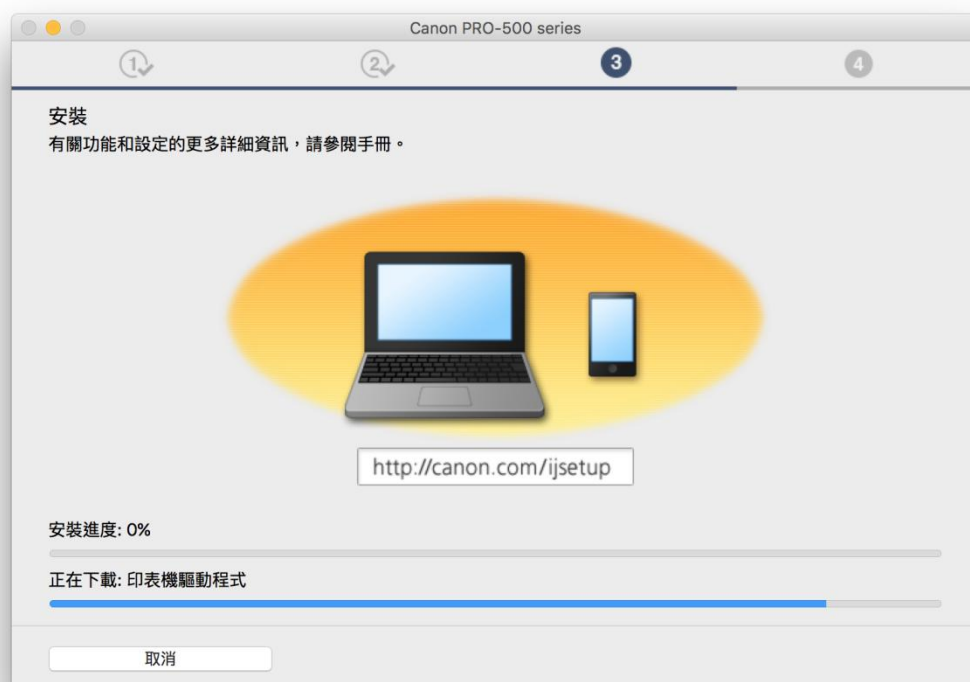 Canon PRO-500 series
1 2 3 4
安裝
有關功能和設定的更多詳細資訊，請參閱手冊。
http://canon.com/ijsetup
安裝進度: 0%
正在下載: 印表機驅動程式
取消